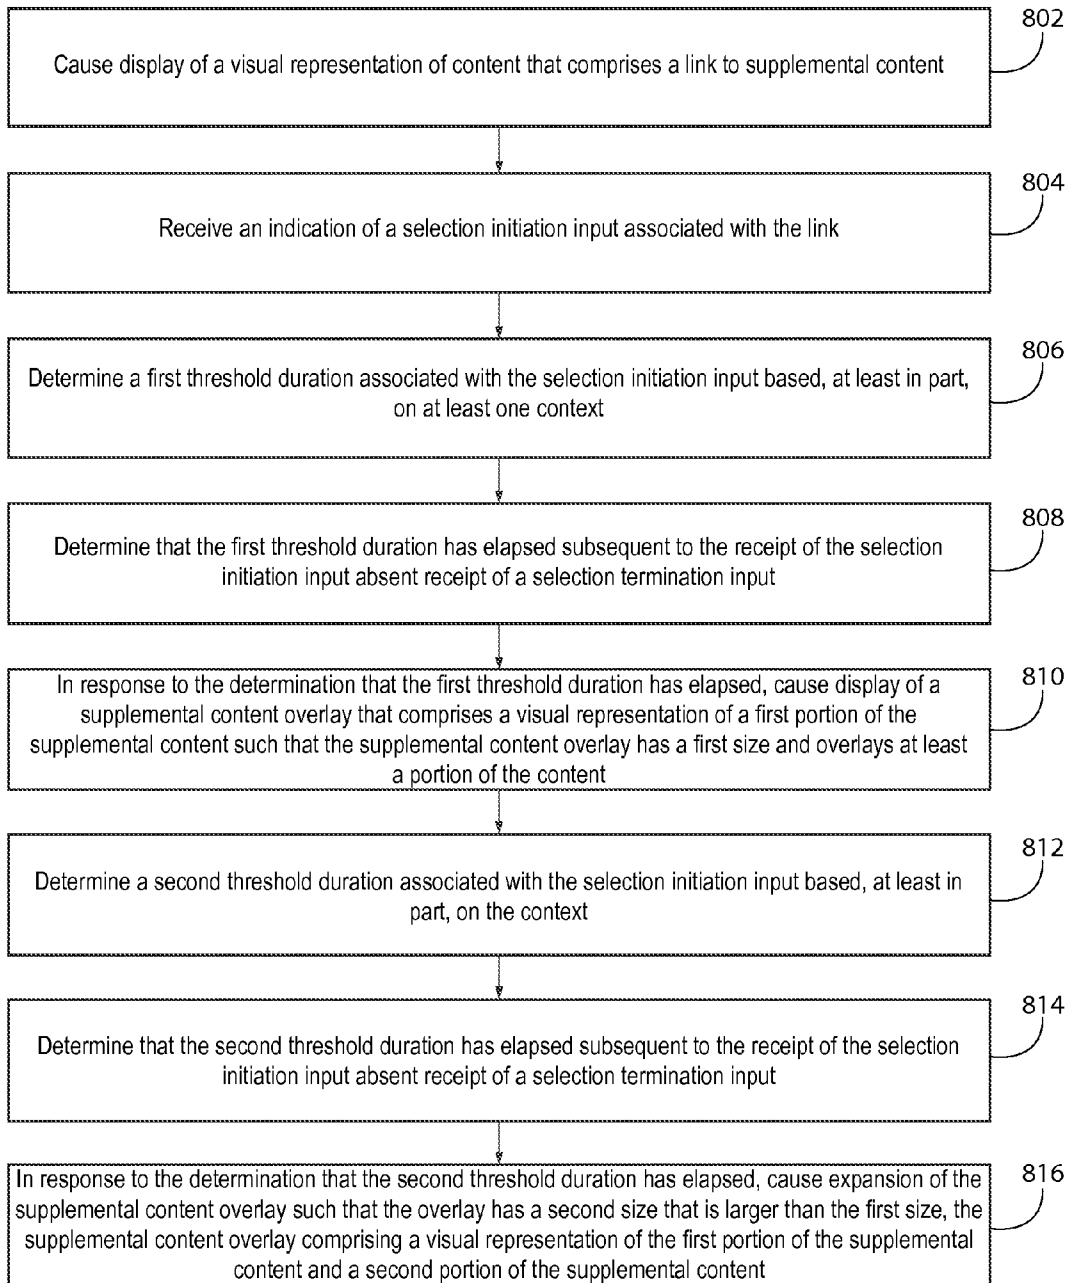 802
Cause display of a visual representation of content that comprises a link to supplemental content
804
Receive an indication of a selection initiation input associated with the link
806
Determine a first threshold duration associated with the selection initiation input based, at least in part,
on at least one context
808
Determine that the first threshold duration has elapsed subsequent to the receipt of the selection
initiation input absent receipt of a selection termination input
810
In response to the determination that the first threshold duration has elapsed, cause display of a
supplemental content overlay that comprises a visual representation of a first portion of the
supplemental content such that the supplemental content overlay has a first size and overlays at least
a portion of the content
812
Determine a second threshold duration associated with the selection initiation input based, at least in
part, on the context
814
Determine that the second threshold duration has elapsed subsequent to the receipt of the selection
initiation input absent receipt of a selection termination input
816
In response to the determination that the second threshold duration has elapsed, cause expansion of the
supplemental content overlay such that the overlay has a second size that is larger than the first size, the
supplemental content overlay comprising a visual representation of the first portion of the supplemental
content and a second portion of the supplemental content